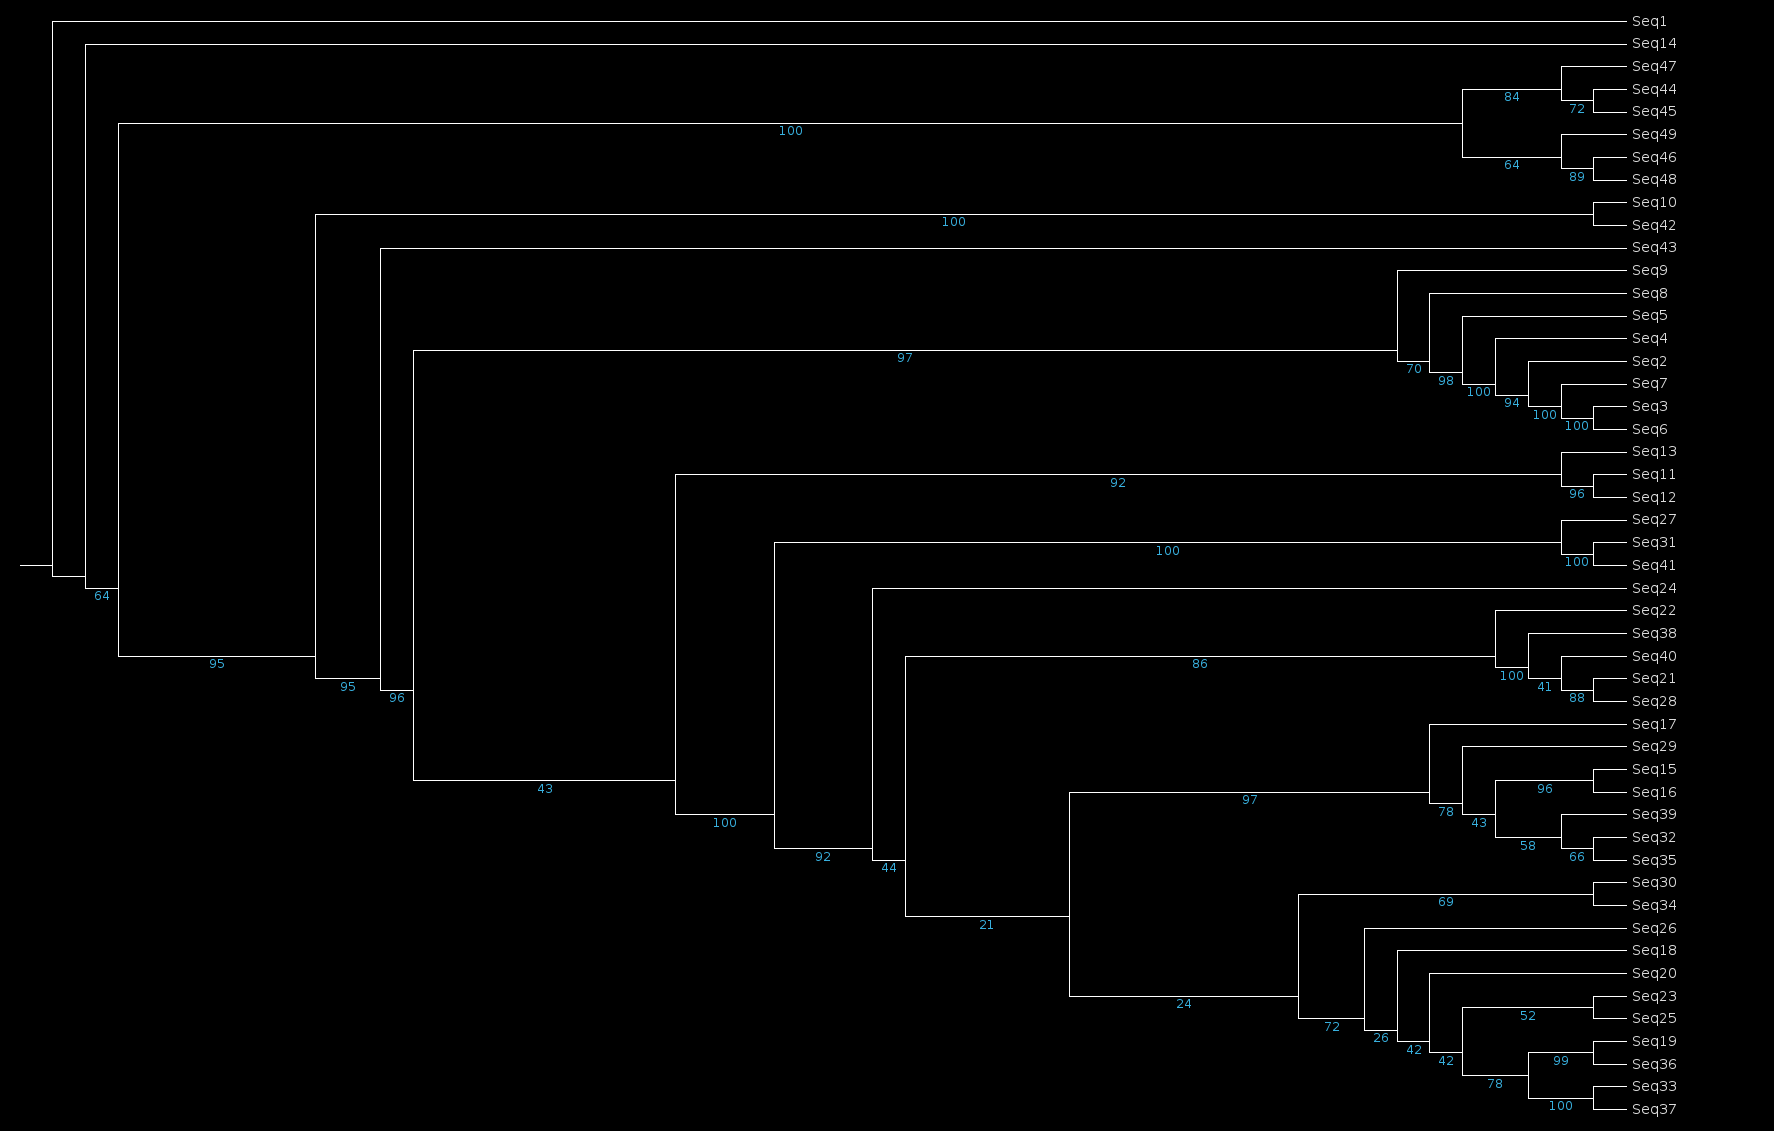 Seq1
Seq14
Seq47
84
Seq44
72
Seq45
100
Seq49
64
Seq46
89
Seq48
Seq10
100
Seq42
Seq43
Seq9
Seq8
Seq5
Seq4
97
Seq2
70
98
Seq7
100
94
Seq3
100
100
Seq6
Seq13
92
Seq11
96
Seq12
Seq27
100
Seq31
100
Seq41
Seq24
64
Seq22
Seq38
95
86
Seq40
100
95
41
Seq21
96
88
Seq28
Seq17
Seq29
Seq15
43
96
Seq16
97
78
100
43
Seq39
58
Seq32
92
66
Seq35
44
Seq30
69
Seq34
21
Seq26
Seq18
Seq20
24
Seq23
52
Seq25
72
26
Seq19
42
42
99
Seq36
78
Seq33
100
Seq37